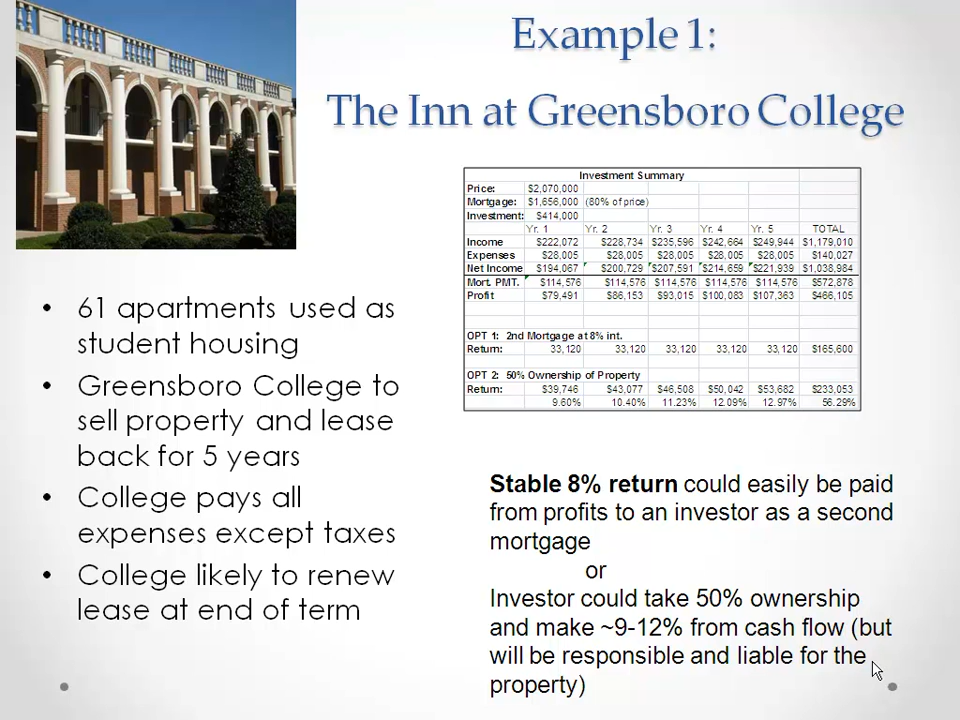 Example 1:
The Inn at Greensboro College
Investment Summary
Price: $2,070,000
Mortgage: $1,656,000 (80% of price)
Investment: $414,000
Yr. 1 Yr. 2 Yr. 3 Yr. 4 Yr. 5 TOTAL
Income $222,072 $228,734 $235,596 $242,664 $249,944 $1,179,010
Expenses $28,005 $28,005 $28,005 $28,005 $28,005 $140,027
Net Income $194,067 $200,729 $207,591 $214,659 $221,939 $1,038,984
Mort. PMT. $114,576 $114,576 $114,576 $114,576 $114,576 $572,878
Profit $79,491 $86,153 $93,015 $100,083 $107,363 $466,105
OPT 1: 2nd Mortgage at 8% int.
Return: 33,120 33,120 33,120 33,120 33,120 $165,600
OPT 2: 50% Ownership of Property
Return: $39,746 $43,077 $46,508 $50,042 $53,682 $233,053
9.60% 10.40% 11.23% 12.09% 12.97% 56.29%
• 61 apartments used as
student housing
• Greensboro College to
sell property and lease
back for 5 years
• College pays all
expenses except taxes
• College likely to renew
lease at end of term
Stable 8% return could easily be paid
from profits to an investor as a second
mortgage
or
Investor could take 50% ownership
and make ~9-12% from cash flow (but
will be responsible and liable for the
property)